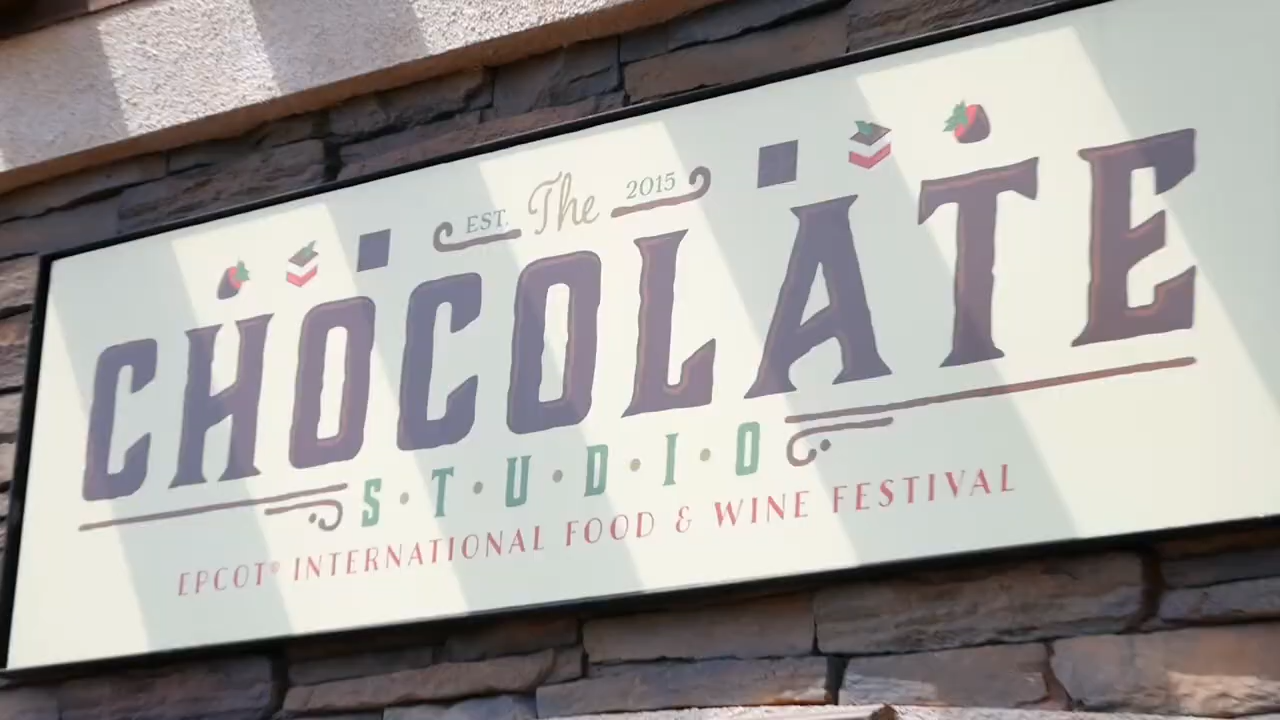 EST. The 2015
CHOCOLATE
S·T·U·D·I·O
EPCOT® INTERNATIONAL FOOD & WINE FESTIVAL